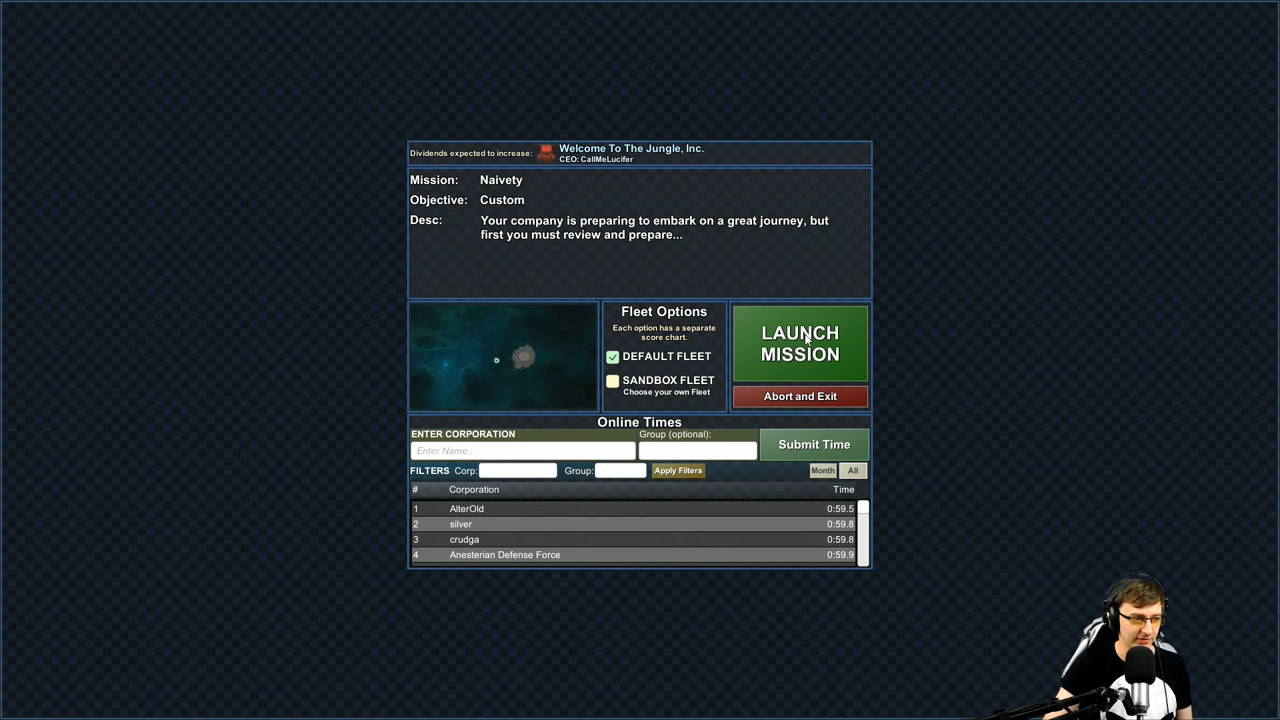 Dividends expected to increase:
Welcome To The Jungle, Inc.
CEO: CallMeLucifer
Mission: Naivety
Objective: Custom
Desc: Your company is preparing to embark on a great journey, but
first you must review and prepare...
Fleet Options
Each option has a separate
score chart.
DEFAULT FLEET
SANDBOX FLEET
Choose your own Fleet
LAUNCH
MISSION
Abort and Exit
Online Times
ENTER CORPORATION Group (optional):
Enter Name...
Submit Time
FILTERS Corp: Group: Apply Filters Month All
# Corporation Time
1 AlterOld 0:59.5
2 silver 0:59.8
3 crudga 0:59.8
4 Anesterian Defense Force 0:59.9